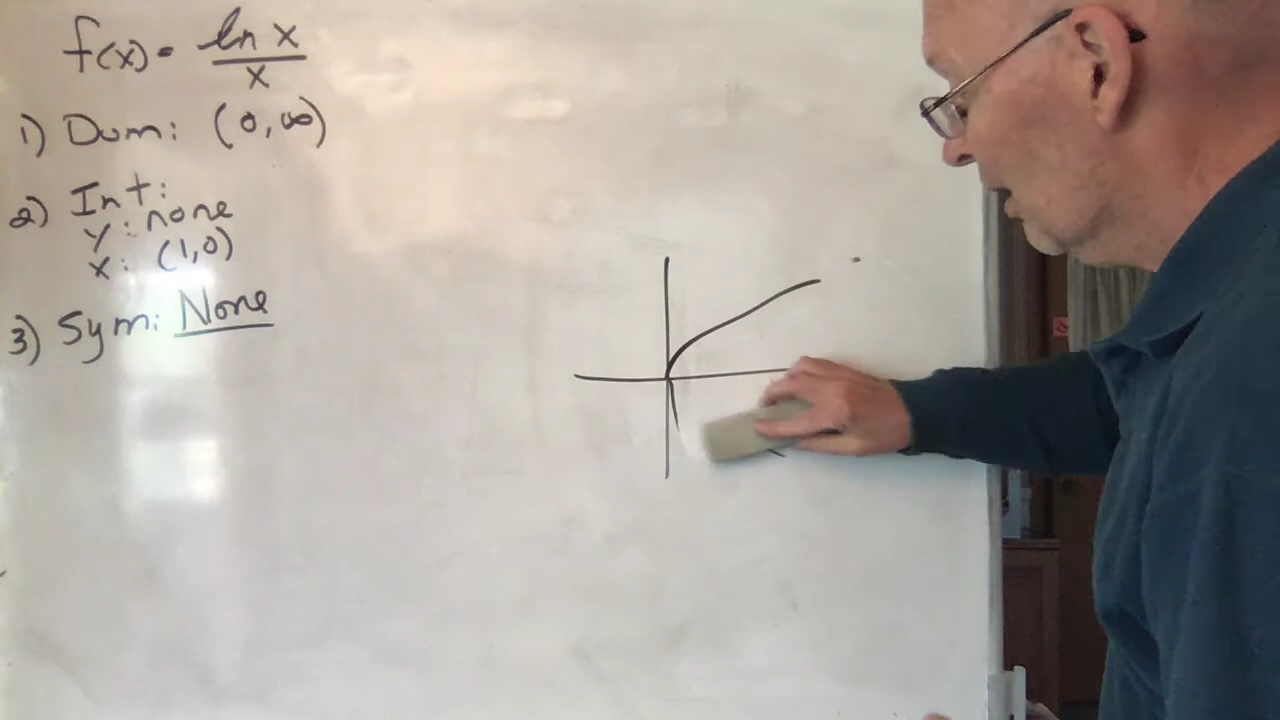 f(x) = ln x / x
1) Dom: (0, ∞)
2) Int:
y: none
x: (1,0)
3) Sym: None